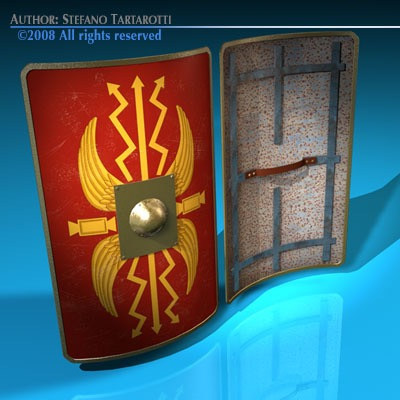 Author: Stefano Tartarotti
©2008 All rights reserved